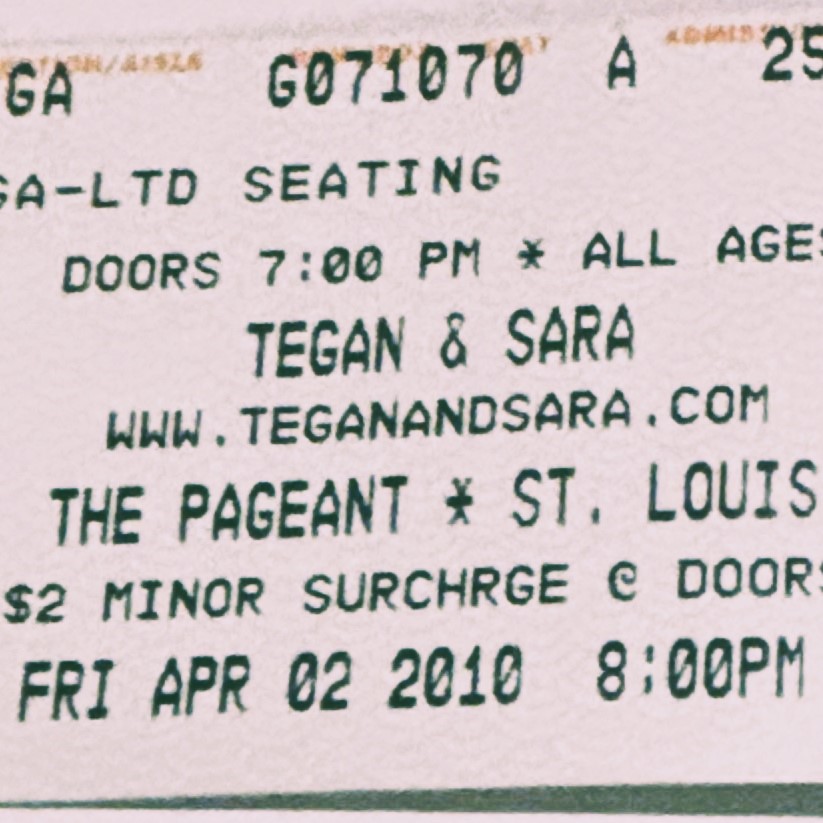 GA G071070 A 25
GA-LTD SEATING
DOORS 7:00 PM * ALL AGES
TEGAN & SARA
WWW.TEGANANDSARA.COM
THE PAGEANT * ST. LOUIS
$2 MINOR SURCHRGE @ DOORS
FRI APR 02 2010 8:00PM